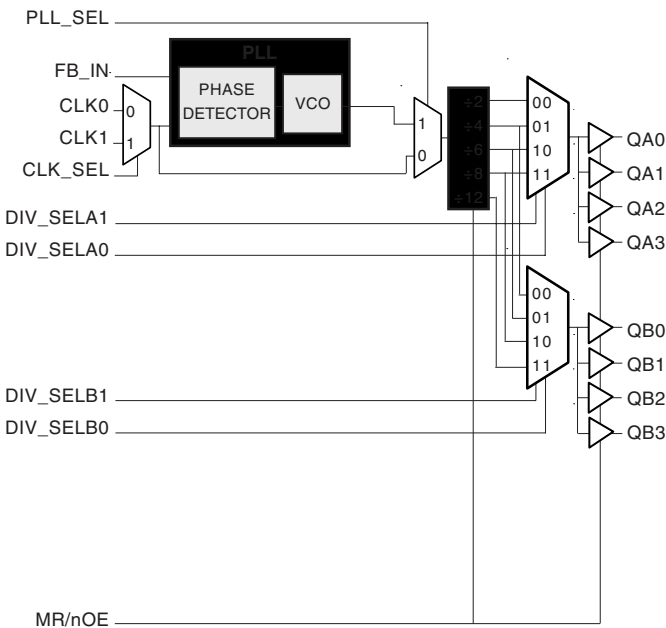 PLL_SEL
PLL
FB_IN
PHASE
DETECTOR
VCO
CLK0
0
CLK1
1
CLK_SEL
1
0
÷2
÷4
÷6
÷8
÷12
00
01
10
11
QA0
QA1
QA2
QA3
DIV_SELA1
DIV_SELA0
00
01
10
11
QB0
QB1
QB2
QB3
DIV_SELB1
DIV_SELB0
MR/nOE